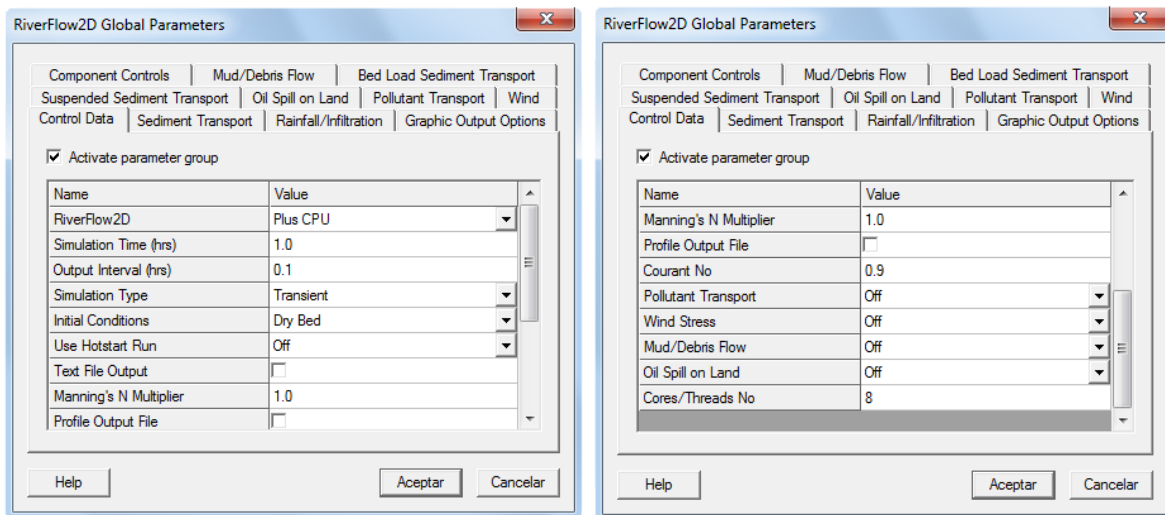 RiverFlow2D Global Parameters
Component Controls Mud/Debris Flow Bed Load Sediment Transport
Suspended Sediment Transport Oil Spill on Land Pollutant Transport Wind
Control Data Sediment Transport Rainfall/Infiltration Graphic Output Options
Activate parameter group
Name Value
RiverFlow2D Plus CPU
Simulation Time (hrs) 1.0
Output Interval (hrs) 0.1
Simulation Type Transient
Initial Conditions Dry Bed
Use Hotstart Run Off
Text File Output
Manning's N Multiplier 1.0
Profile Output File
Help Aceptar Cancelar
RiverFlow2D Global Parameters
Component Controls Mud/Debris Flow Bed Load Sediment Transport
Suspended Sediment Transport Oil Spill on Land Pollutant Transport Wind
Control Data Sediment Transport Rainfall/Infiltration Graphic Output Options
Activate parameter group
Name Value
Manning's N Multiplier 1.0
Profile Output File
Courant No 0.9
Pollutant Transport Off
Wind Stress Off
Mud/Debris Flow Off
Oil Spill on Land Off
Cores/Threads No 8
Help Aceptar Cancelar